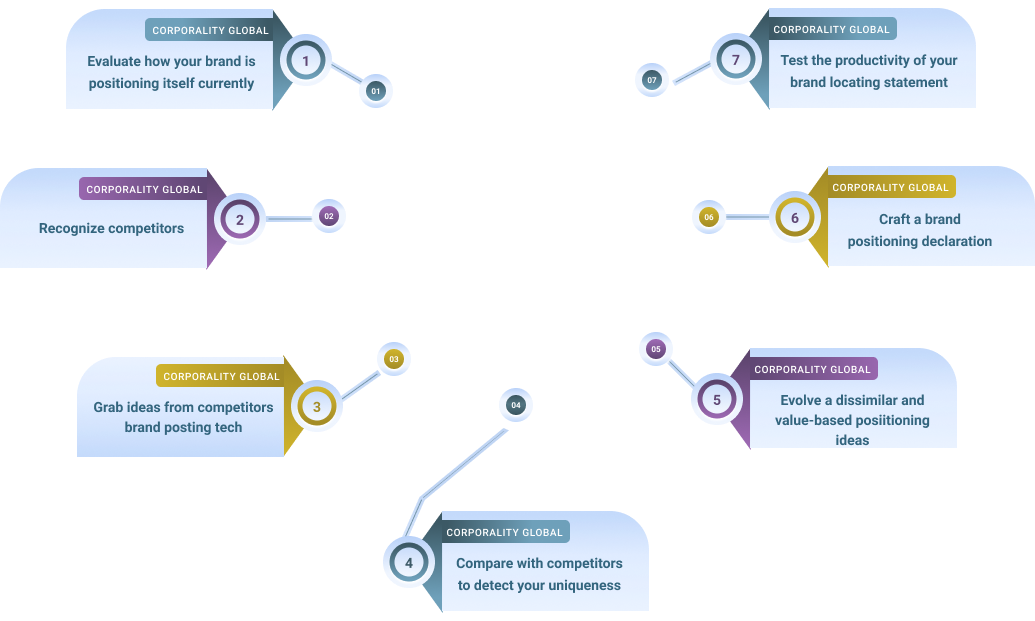 CORPORALITY GLOBAL
Evaluate how your brand is
positioning itself currently
1
01
CORPORALITY GLOBAL
Recognize competitors
2
02
CORPORALITY GLOBAL
Grab ideas from competitors
brand posting tech
3
03
04
4
CORPORALITY GLOBAL
Compare with competitors
to detect your uniqueness
05
5
CORPORALITY GLOBAL
Evolve a dissimilar and
value-based posiitioning
ideas
06
6
CORPORALITY GLOBAL
Craft a brand
positioning declaration
07
7
CORPORALITY GLOBAL
Test the productivity of your
brand locating statement